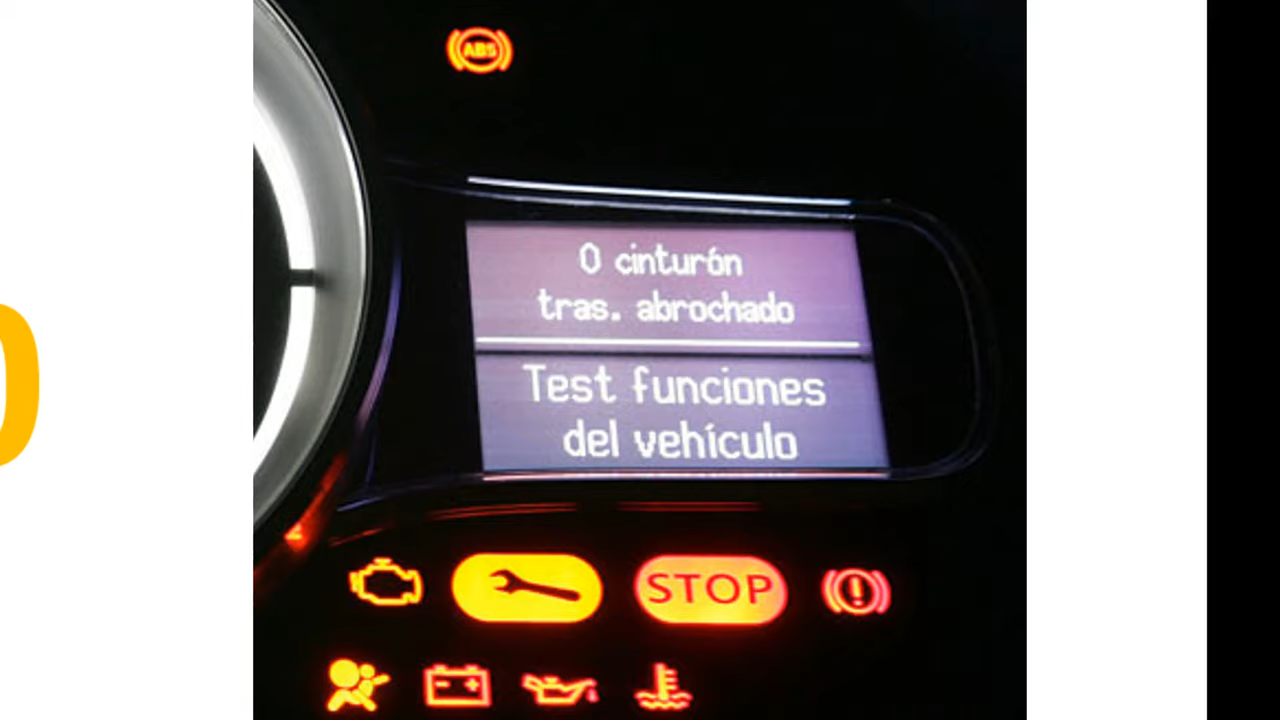 ABS
0 cinturón
tras. abrochado
Test funciones
del vehículo
STOP